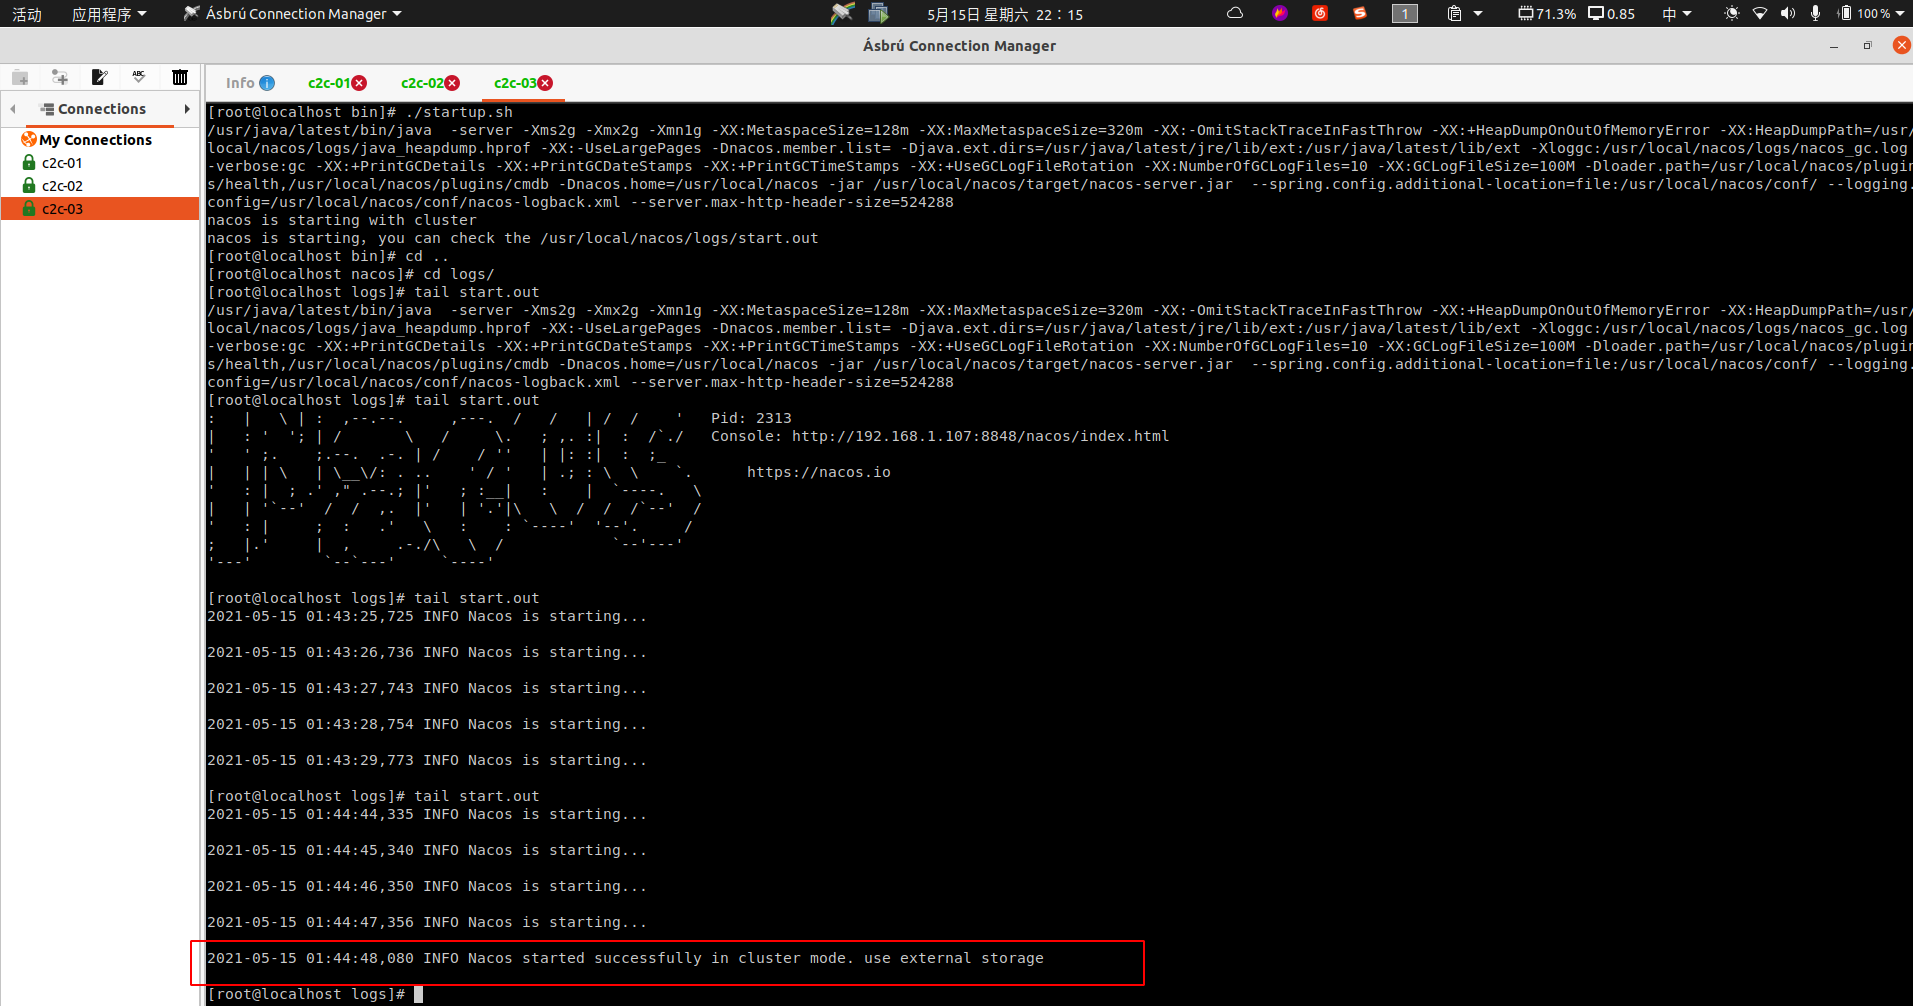 活动 应用程序 Ásbrú Connection Manager 5月15日 星期六 22：15 1 71.3% 0.85 中 100 %
Ásbrú Connection Manager
Info c2c-01 c2c-02 c2c-03
Connections
My Connections
c2c-01
c2c-02
c2c-03
[root@localhost bin]# ./startup.sh
/usr/java/latest/bin/java  -server -Xms2g -Xmx2g -Xmn1g -XX:MetaspaceSize=128m -XX:MaxMetaspaceSize=320m -XX:-OmitStackTraceInFastThrow -XX:+HeapDumpOnOutOfMemoryError -XX:HeapDumpPath=/usr/
local/nacos/logs/java_heapdump.hprof -XX:-UseLargePages -Dnacos.member.list= -Djava.ext.dirs=/usr/java/latest/jre/lib/ext:/usr/java/latest/lib/ext -Xloggc:/usr/local/nacos/logs/nacos_gc.log
-verbose:gc -XX:+PrintGCDetails -XX:+PrintGCDateStamps -XX:+PrintGCTimeStamps -XX:+UseGCLogFileRotation -XX:NumberOfGCLogFiles=10 -XX:GCLogFileSize=100M -Dloader.path=/usr/local/nacos/plugin
s/health,/usr/local/nacos/plugins/cmdb -Dnacos.home=/usr/local/nacos -jar /usr/local/nacos/target/nacos-server.jar  --spring.config.additional-location=file:/usr/local/nacos/conf/ --logging.
config=/usr/local/nacos/conf/nacos-logback.xml --server.max-http-header-size=524288
nacos is starting with cluster
nacos is starting, you can check the /usr/local/nacos/logs/start.out
[root@localhost bin]# cd ..
[root@localhost nacos]# cd logs/
[root@localhost logs]# tail start.out
/usr/java/latest/bin/java  -server -Xms2g -Xmx2g -Xmn1g -XX:MetaspaceSize=128m -XX:MaxMetaspaceSize=320m -XX:-OmitStackTraceInFastThrow -XX:+HeapDumpOnOutOfMemoryError -XX:HeapDumpPath=/usr/
local/nacos/logs/java_heapdump.hprof -XX:-UseLargePages -Dnacos.member.list= -Djava.ext.dirs=/usr/java/latest/jre/lib/ext:/usr/java/latest/lib/ext -Xloggc:/usr/local/nacos/logs/nacos_gc.log
-verbose:gc -XX:+PrintGCDetails -XX:+PrintGCDateStamps -XX:+PrintGCTimeStamps -XX:+UseGCLogFileRotation -XX:NumberOfGCLogFiles=10 -XX:GCLogFileSize=100M -Dloader.path=/usr/local/nacos/plugin
s/health,/usr/local/nacos/plugins/cmdb -Dnacos.home=/usr/local/nacos -jar /usr/local/nacos/target/nacos-server.jar  --spring.config.additional-location=file:/usr/local/nacos/conf/ --logging.
config=/usr/local/nacos/conf/nacos-logback.xml --server.max-http-header-size=524288
[root@localhost logs]# tail start.out
Pid: 2313
Console: http://192.168.1.107:8848/nacos/index.html
https://nacos.io
[root@localhost logs]# tail start.out
2021-05-15 01:43:25,725 INFO Nacos is starting...
2021-05-15 01:43:26,736 INFO Nacos is starting...
2021-05-15 01:43:27,743 INFO Nacos is starting...
2021-05-15 01:43:28,754 INFO Nacos is starting...
2021-05-15 01:43:29,773 INFO Nacos is starting...
[root@localhost logs]# tail start.out
2021-05-15 01:44:44,335 INFO Nacos is starting...
2021-05-15 01:44:45,340 INFO Nacos is starting...
2021-05-15 01:44:46,350 INFO Nacos is starting...
2021-05-15 01:44:47,356 INFO Nacos is starting...
2021-05-15 01:44:48,080 INFO Nacos started successfully in cluster mode. use external storage
[root@localhost logs]#